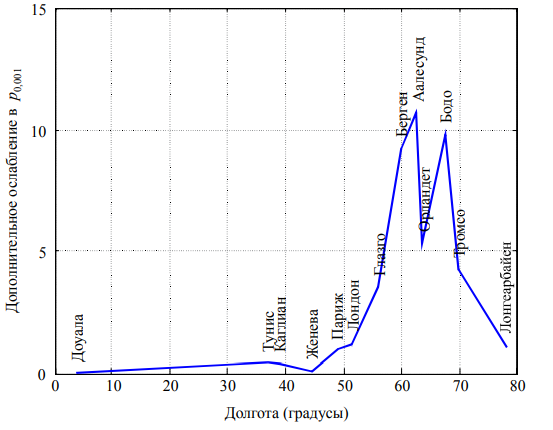 15
10
5
0
Дополнительное ослабление в p0,001
Доуала
Тунис
Каглиан
Женева
Париж
Лондон
Глазго
Берген
Аалесунд
Орландет
Бодо
Тромсо
Лонгеарбайен
0 10 20 30 40 50 60 70 80
Долгота (градусы)